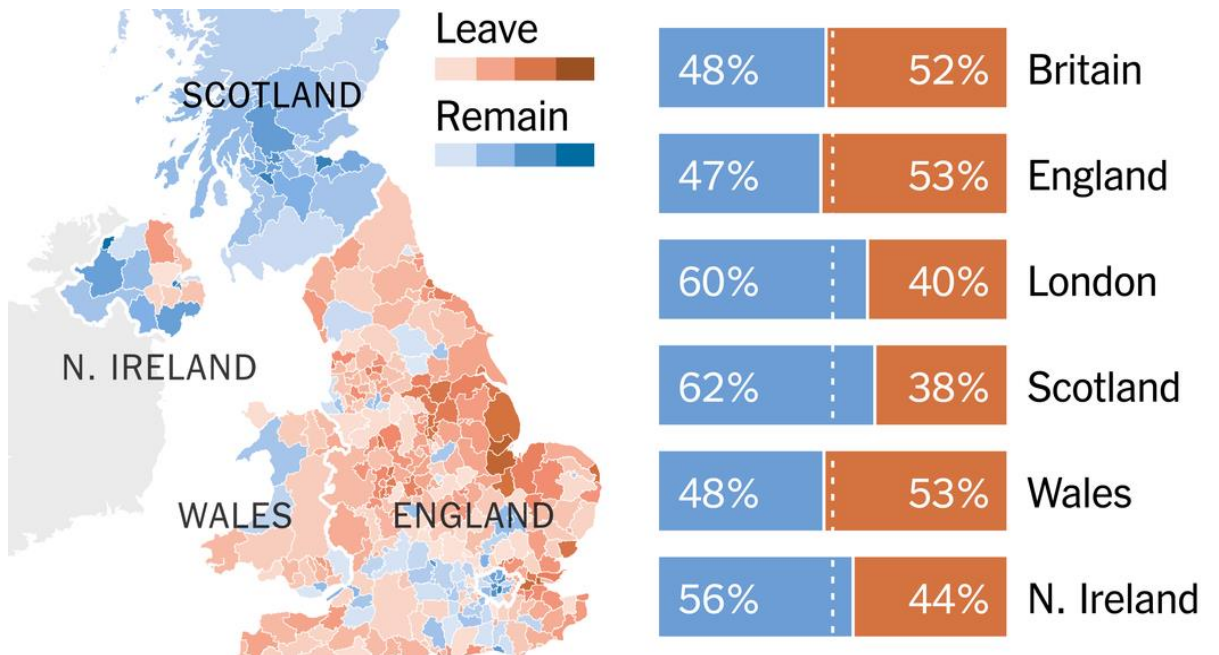 Leave
Remain
SCOTLAND
N. IRELAND
WALES
ENGLAND
48% 52% Britain
47% 53% England
60% 40% London
62% 38% Scotland
48% 53% Wales
56% 44% N. Ireland